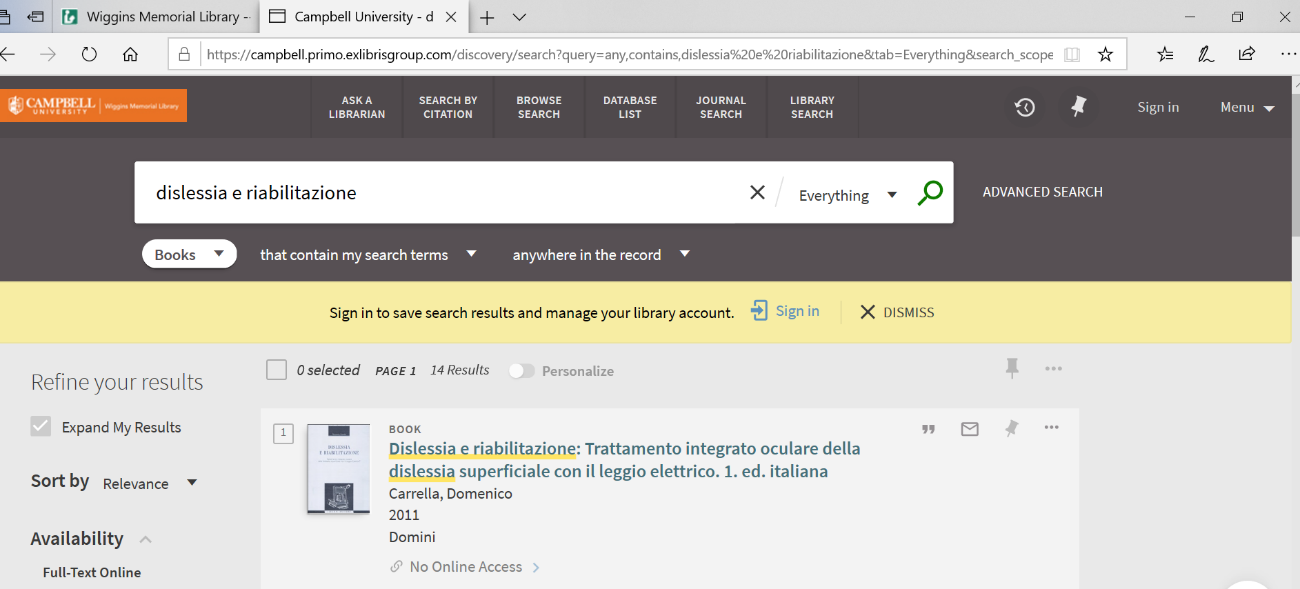 Wiggins Memorial Library -
Campbell University - d
https://campbell.primo.exlibrisgroup.com/discovery/search?query=any,contains,dislessia%20e%20riabilitazione&tab=Everything&search_scope
CAMPBELL UNIVERSITY Wiggins Memorial Library
ASK A LIBRARIAN
SEARCH BY CITATION
BROWSE SEARCH
DATABASE LIST
JOURNAL SEARCH
LIBRARY SEARCH
Sign in
Menu
dislessia e riabilitazione
Everything
ADVANCED SEARCH
Books
that contain my search terms
anywhere in the record
Sign in to save search results and manage your library account.
Sign in
DISMISS
Refine your results
0 selected PAGE 1 14 Results
Personalize
Expand My Results
Sort by Relevance
Availability
Full-Text Online
1
DISLESSIA
E RIABILITAZIONE
BOOK
Dislessia e riabilitazione: Trattamento integrato oculare della
dislessia superficiale con il leggio elettrico. 1. ed. italiana
Carrella, Domenico
2011
Domini
No Online Access